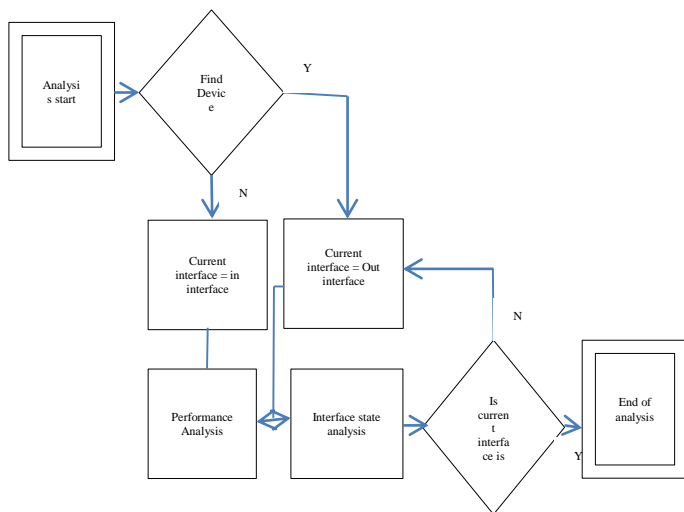 Analysi
s start
Find
Devic
e
Y
N
Current
interface = in
interface
Current
interface = Out
interface
N
Performance
Analysis
Interface state
analysis
Is
curren
t
interfa
ce is
Y
End of
analysis